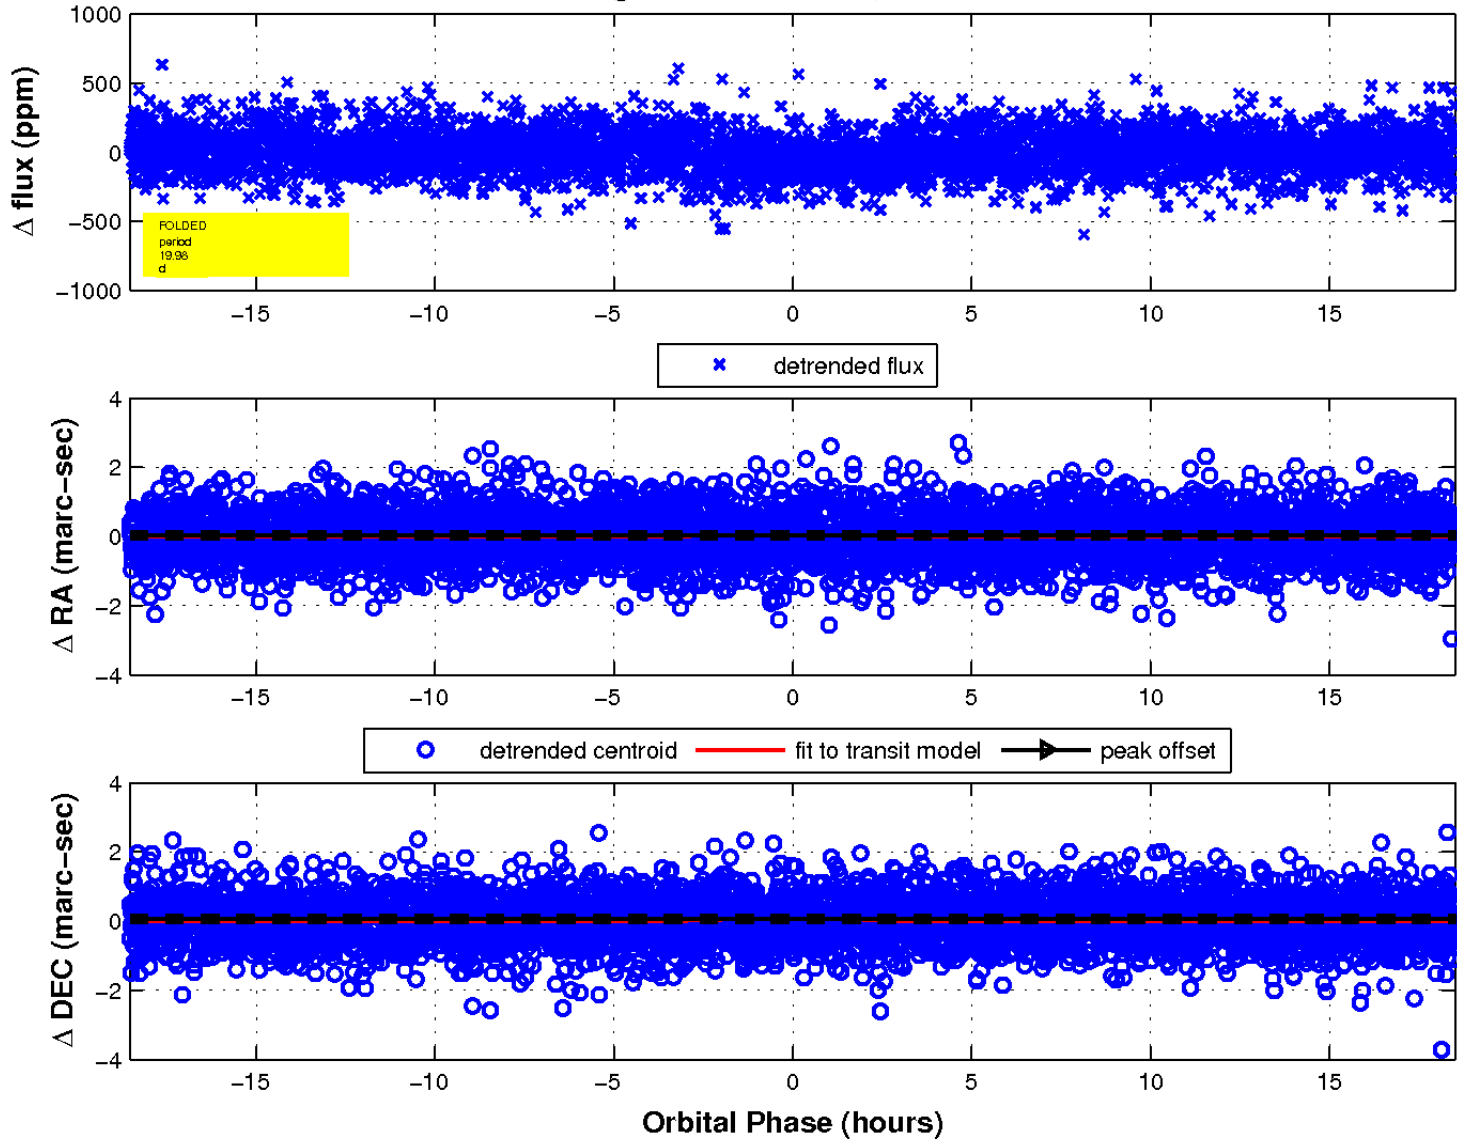 1000
500
0
−500
−1000
Δ flux (ppm)
FOLDED
period
19.98
d
−15 −10 −5 0 5 10 15
detrended flux
4
2
0
−2
−4
Δ RA (marc−sec)
−15 −10 −5 0 5 10 15
detrended centroid fit to transit model peak offset
4
2
0
−2
−4
Δ DEC (marc−sec)
−15 −10 −5 0 5 10 15
Orbital Phase (hours)